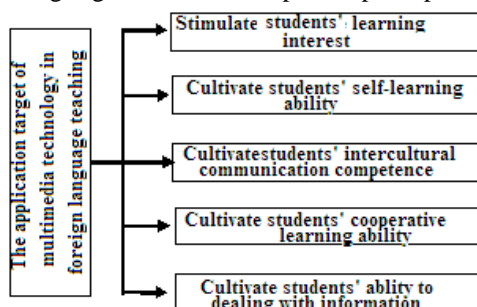 The application target of
multimedia technology in
foreign language teaching
Stimulate students' learning
interest
Cultivate students' self-learning
ability
Cultivatestudents' intercultural
communication competence
Cultivate students' cooperative
learning ability
Cultivate students' ablity to
dealing with information